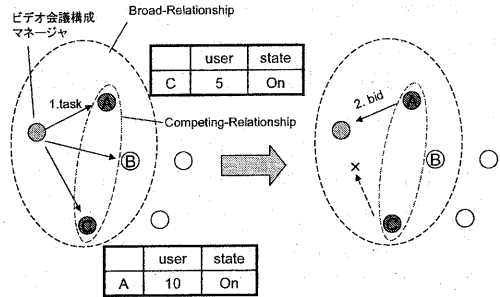 ビデオ会議構成
マネージャ
Broad-Relationship
user state
C 5 On
1.task
A
Competing-Relationship
B
C
user state
A 10 On
2. bid
A
B
×
C